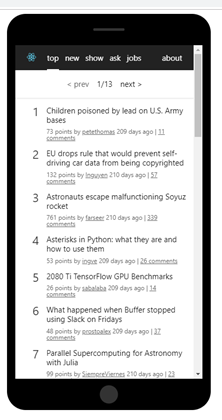 top new show ask jobs about
< prev 1/13 next >
1 Children poisoned by lead on U.S. Army
bases
73 points by petethomas 209 days ago | 11
comments
2 EU drops rule that would prevent self-
driving car data from being copyrighted
132 points by lnguyen 210 days ago | 57
comments
3 Astronauts escape malfunctioning Soyuz
rocket
761 points by farseer 210 days ago | 339
comments
4 Asterisks in Python: what they are and
how to use them
53 points by ingve 209 days ago | 26 comments
5 2080 Ti TensorFlow GPU Benchmarks
26 points by sabalaba 209 days ago | 14
comments
6 What happened when Buffer stopped
using Slack on Fridays
48 points by prostoalex 209 days ago | 37
comments
7 Parallel Supercomputing for Astronomy
with Julia
99 points by SiempreViernes 210 days ago | 23